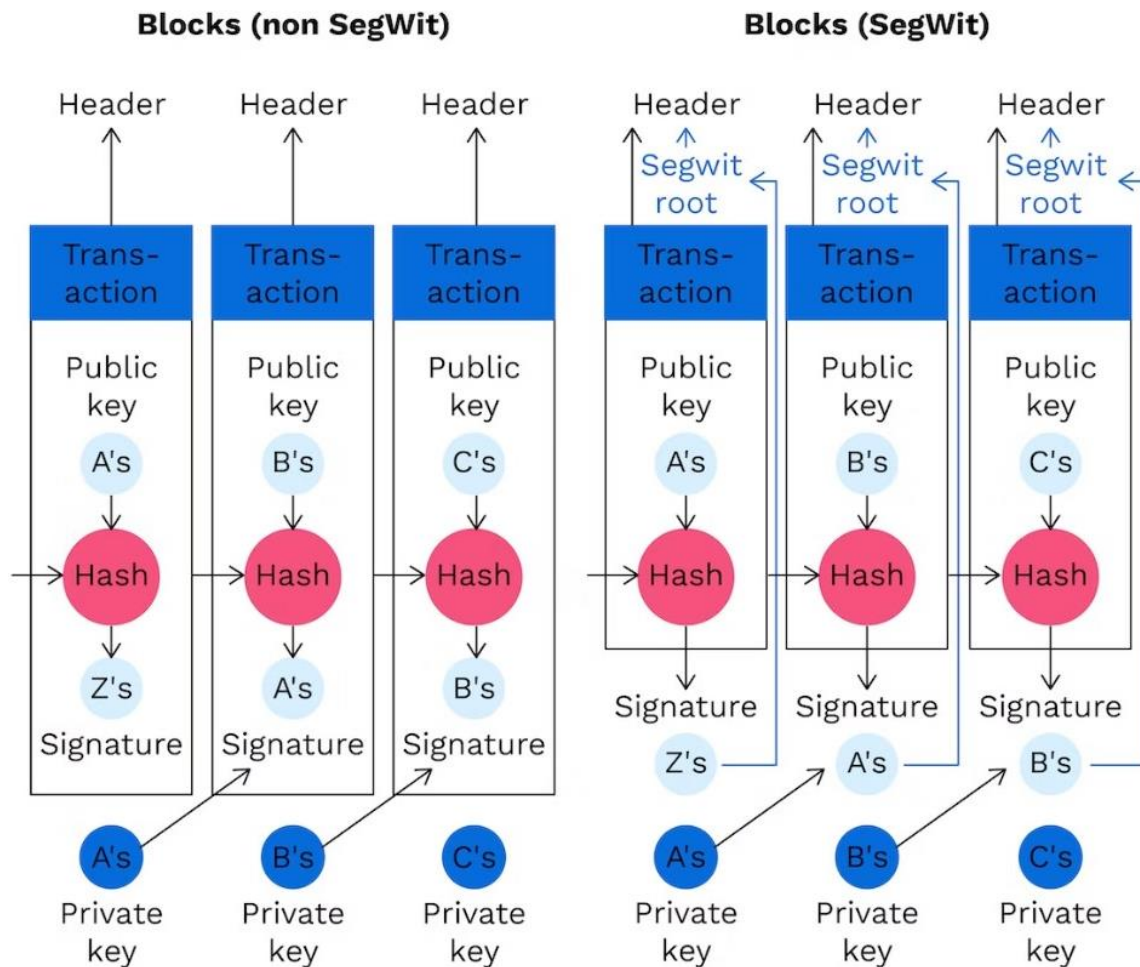 Blocks (non SegWit)
Header
Header
Header
Trans-
action
Trans-
action
Trans-
action
Public
key
Public
key
Public
key
A's
B's
C's
Hash
Hash
Hash
Z's
A's
B's
Signature
Signature
Signature
A's
B's
C's
Private
key
Private
key
Private
key
Blocks (SegWit)
Header
Header
Header
Segwit
root
Segwit
root
Segwit
root
Trans-
action
Trans-
action
Trans-
action
Public
key
Public
key
Public
key
A's
B's
C's
Hash
Hash
Hash
Signature
Signature
Signature
Z's
A's
B's
A's
B's
C's
Private
key
Private
key
Private
key